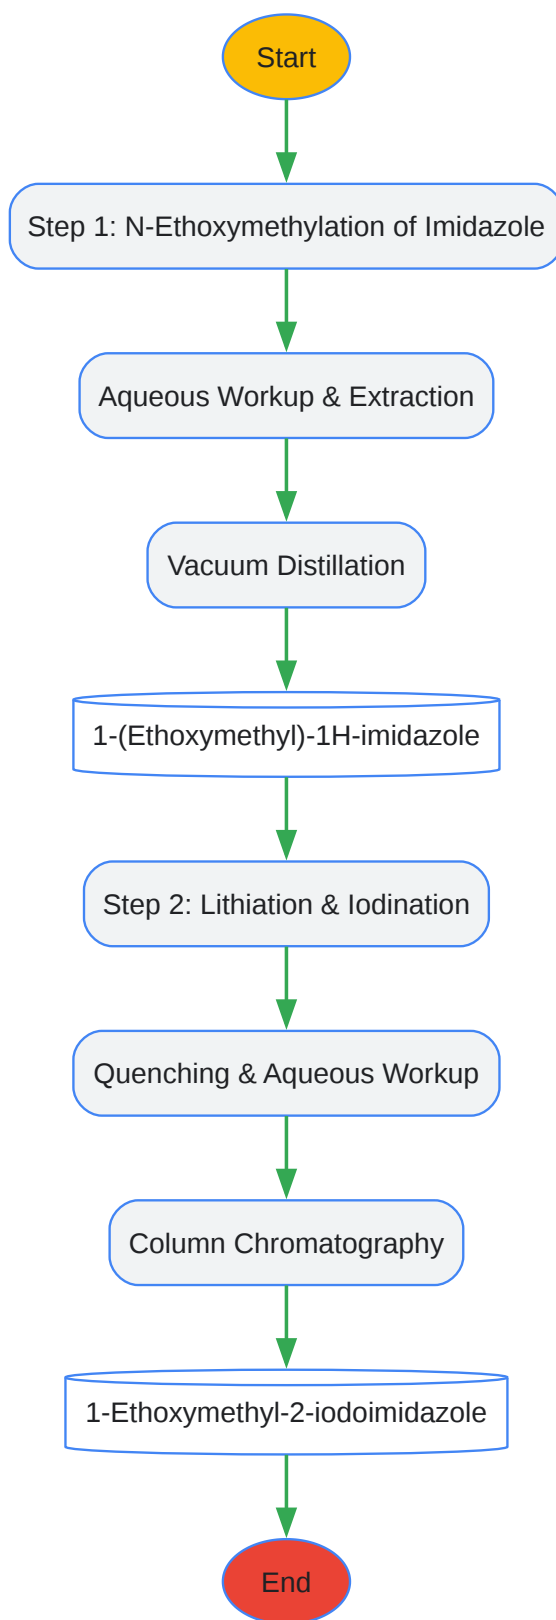 Start
Step 1: N-Ethoxymethylation of Imidazole
Aqueous Workup & Extraction
Vacuum Distillation
1-(Ethoxymethyl)-1H-imidazole
Step 2: Lithiation & Iodination
Quenching & Aqueous Workup
Column Chromatography
1-Ethoxymethyl-2-iodoimidazole
End